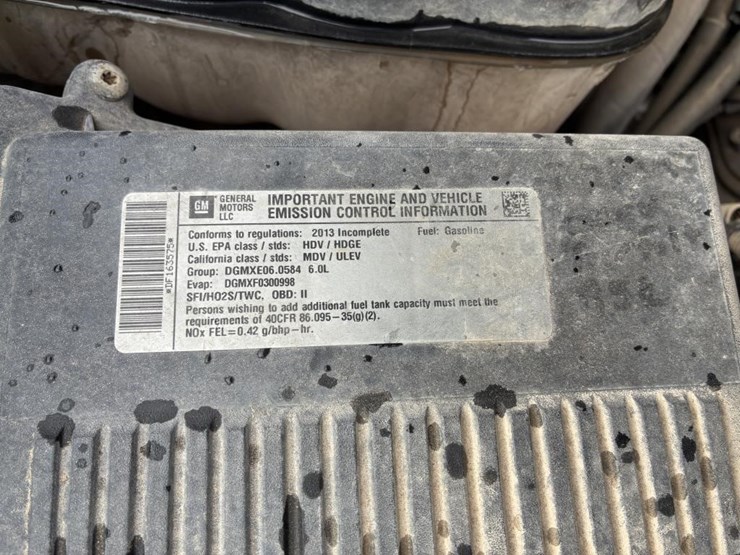 GM GENERAL MOTORS LLC
IMPORTANT ENGINE AND VEHICLE
EMISSION CONTROL INFORMATION
Conforms to regulations: 2013 Incomplete Fuel: Gasoline
U.S. EPA class / stds: HDV / HDGE
California class / stds: MDV / ULEV
Group: DGMXE06.0584 6.0L
Evap: DGMXF0300998
SFI/HO2S/TWC, OBD: II
Persons wishing to add additional fuel tank capacity must meet the
requirements of 40CFR 86.095-35(g)(2).
NOx FEL=0.42 g/bhp-hr.
*DF163575*